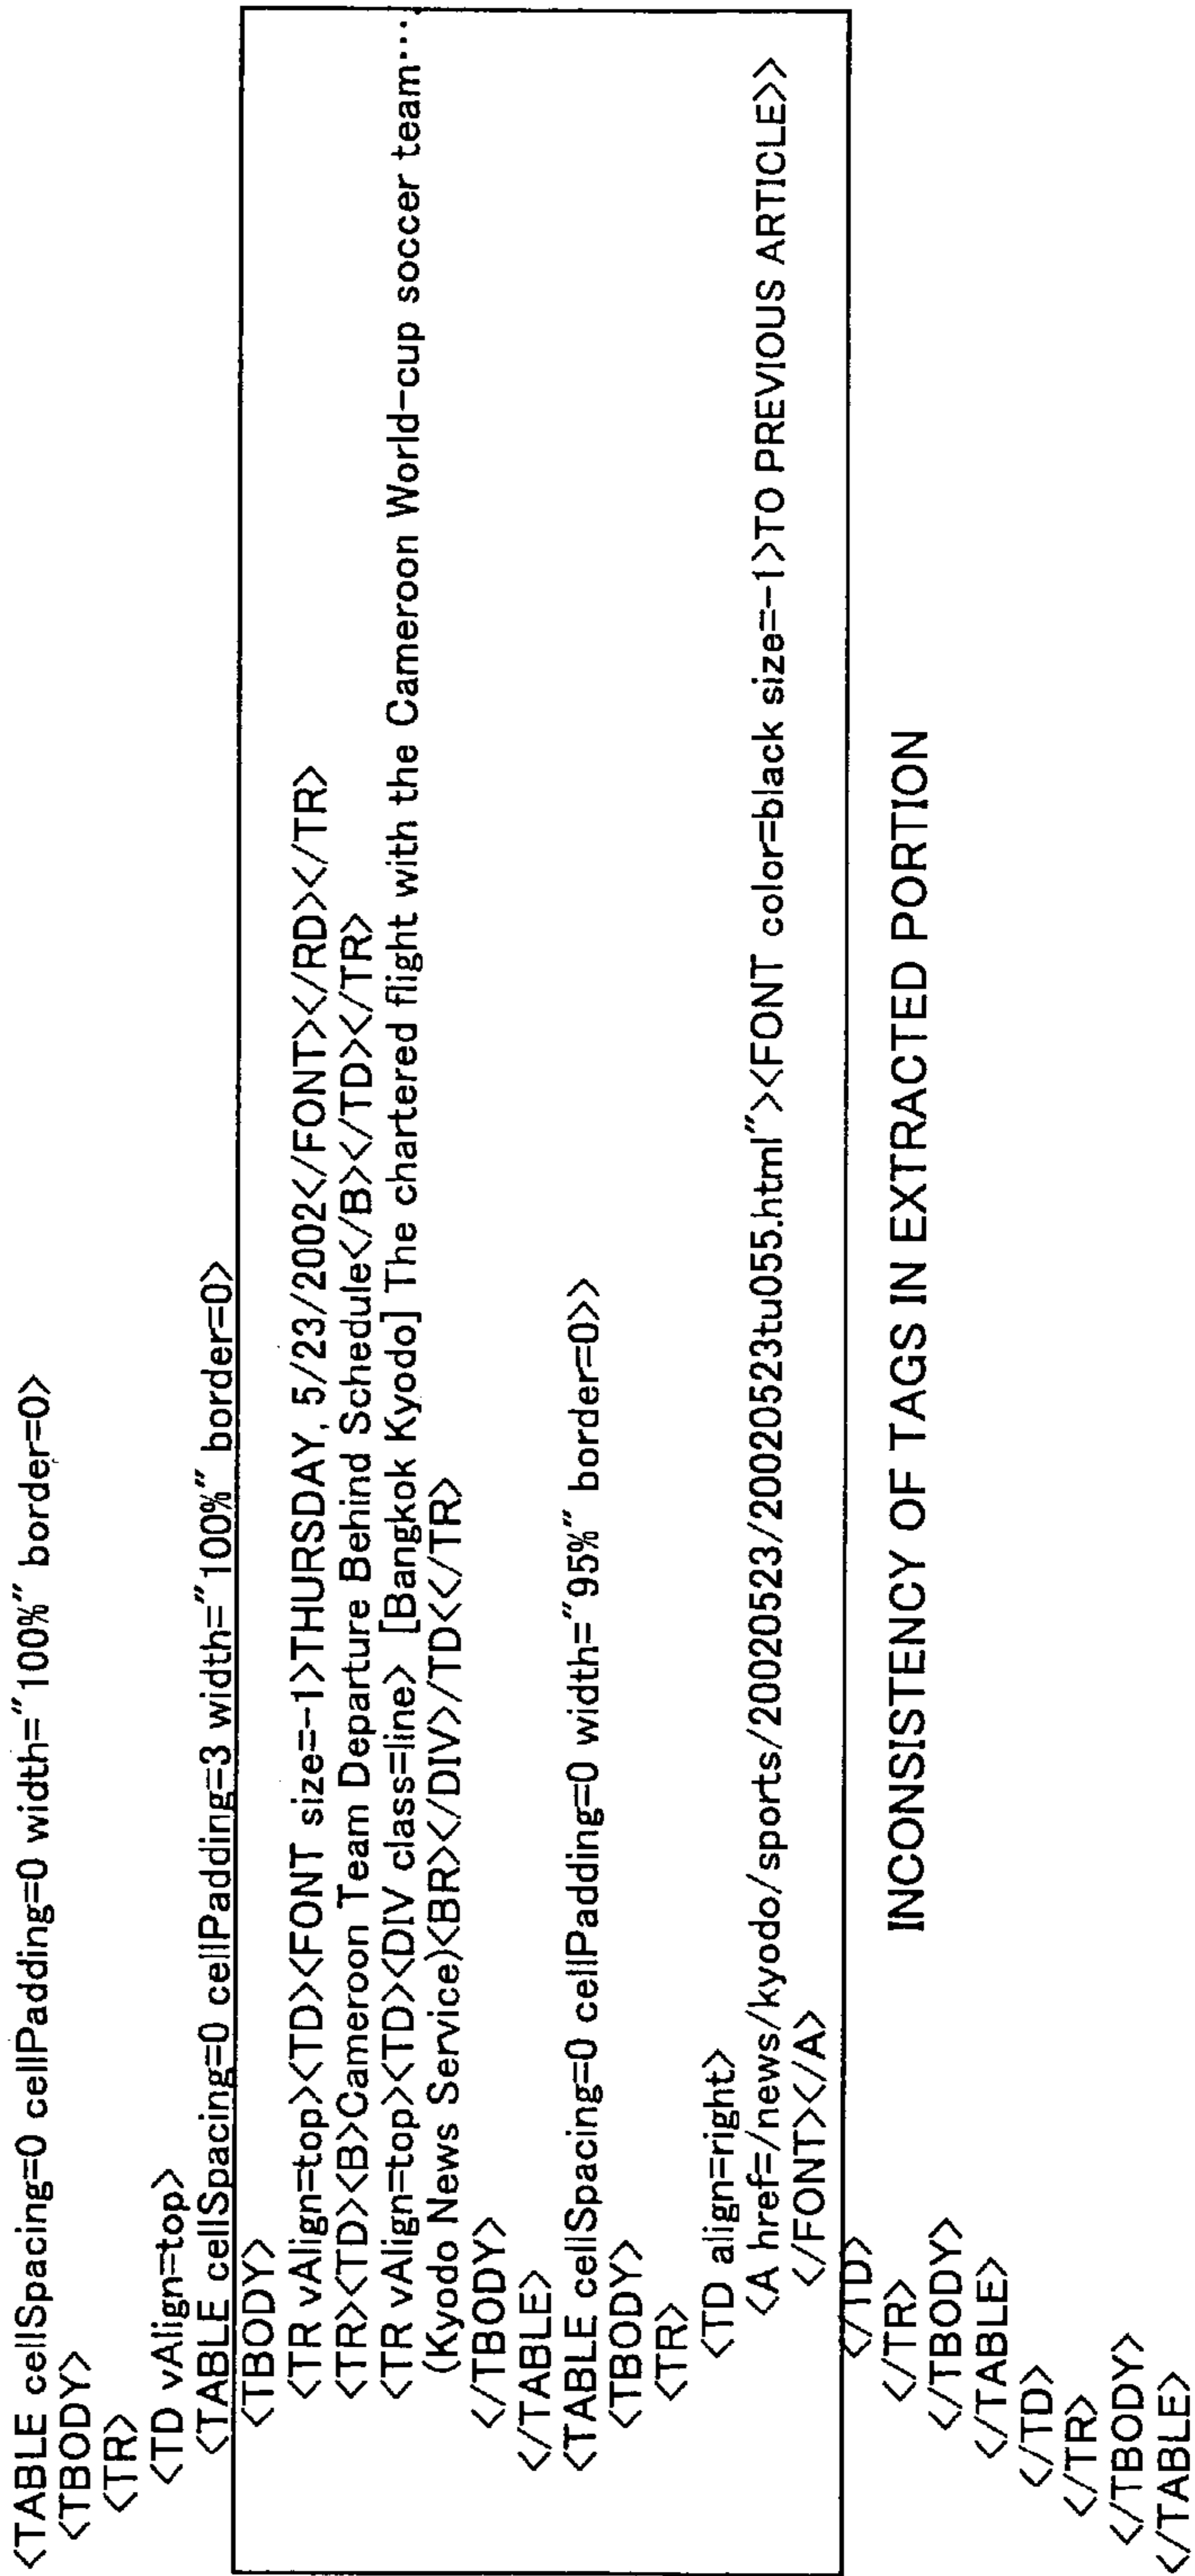 <TABLE cellSpacing=0 cellPadding=0 width="100%" border=0>
<TBODY>
<TR>
<TD vAlign=top>
<TABLE cellSpacing=0 cellPadding=3 width="100%" border=0>
<TBODY>
<TR vAlign=top><TD><FONT size=-1>THURSDAY, 5/23/2002</FONT></RD></TR>
<TR><TD><B>Cameroon Team Departure Behind Schedule</B></TD></TR>
<TR vAlign=top><TD><DIV class=line> [Bangkok Kyodo] The chartered flight with the Cameroon World-cup soccer team…
(Kyodo News Service)<BR></DIV>/TD<</TR>
</TBODY>
</TABLE>
<TABLE cellSpacing=0 cellPadding=0 width="95%" border=0>>
<TBODY>
<TR>
<TD align=right>
<A href=/news/kyodo/sports/20020523/20020523tu055.html"><FONT color=black size=-1>TO PREVIOUS ARTICLE>>
</FONT></A>
</TD>
</TR>
</TBODY>
</TABLE>
</TD>
</TR>
</TBODY>
</TABLE>
INCONSISTENCY OF TAGS IN EXTRACTED PORTION